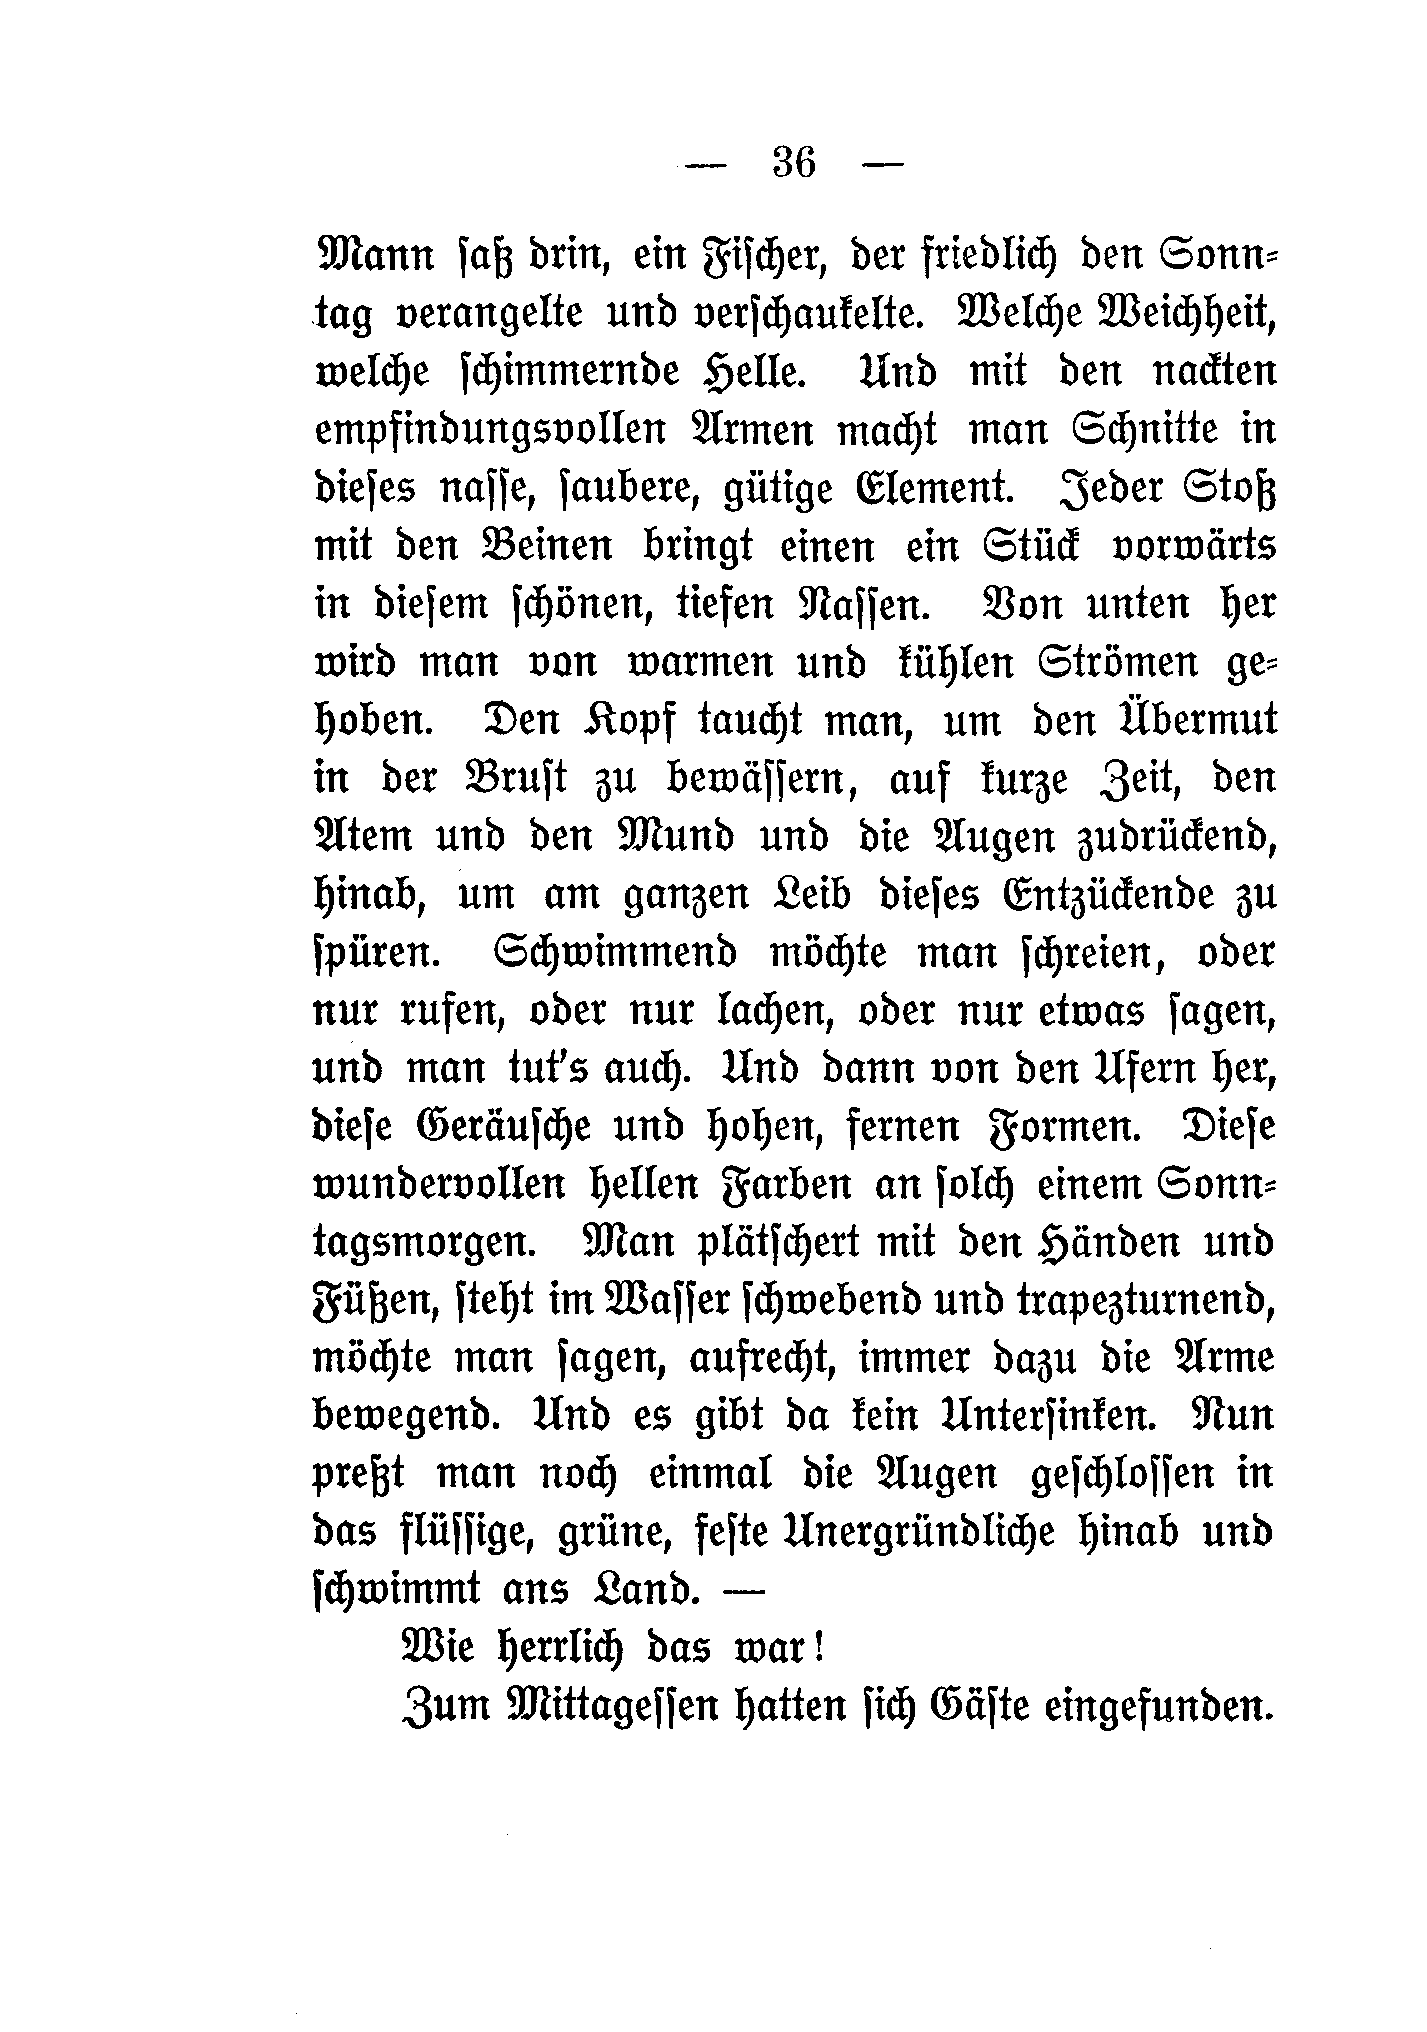 — 36 —
Mann ſaß drin, ein Fiſcher, der friedlich den Sonn⸗
tag verangelte und verſchaukelte. Welche Weichheit,
welche ſchimmernde Helle. Und mit den nackten
empfindungsvollen Armen macht man Schnitte in
dieſes naſſe, ſaubere, gütige Element. Jeder Stoß
mit den Beinen bringt einen ein Stück vorwärts
in dieſem ſchönen, tiefen Naſſen. Von unten her
wird man von warmen und kühlen Strömen ge⸗
hoben. Den Kopf taucht man, um den Übermut
in der Bruſt zu bewäſſern, auf kurze Zeit, den
Atem und den Mund und die Augen zudrückend,
hinab, um am ganzen Leib dieſes Entzückende zu
ſpüren. Schwimmend möchte man ſchreien, oder
nur rufen, oder nur lachen, oder nur etwas ſagen,
und man tut’s auch. Und dann von den Ufern her,
dieſe Geräuſche und hohen, fernen Formen. Dieſe
wundervollen hellen Farben an ſolch einem Sonn⸗
tagsmorgen. Man plätſchert mit den Händen und
Füßen, ſteht im Waſſer ſchwebend und trapezturnend,
möchte man ſagen, aufrecht, immer dazu die Arme
bewegend. Und es gibt da kein Unterſinken. Nun
preßt man noch einmal die Augen geſchloſſen in
das flüſſige, grüne, feſte Unergründliche hinab und
ſchwimmt ans Land. —
Wie herrlich das war!
Zum Mittageſſen hatten ſich Gäſte eingefunden.